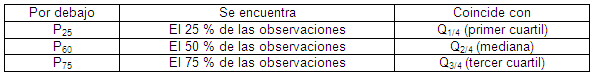 Por debajo Se encuentra Coincide con
P25 El 25 % de las observaciones Q1/4 (primer cuartil)
P60 El 50 % de las observaciones Q2/4 (mediana)
P75 El 75 % de las observaciones Q3/4 (tercer cuartil)